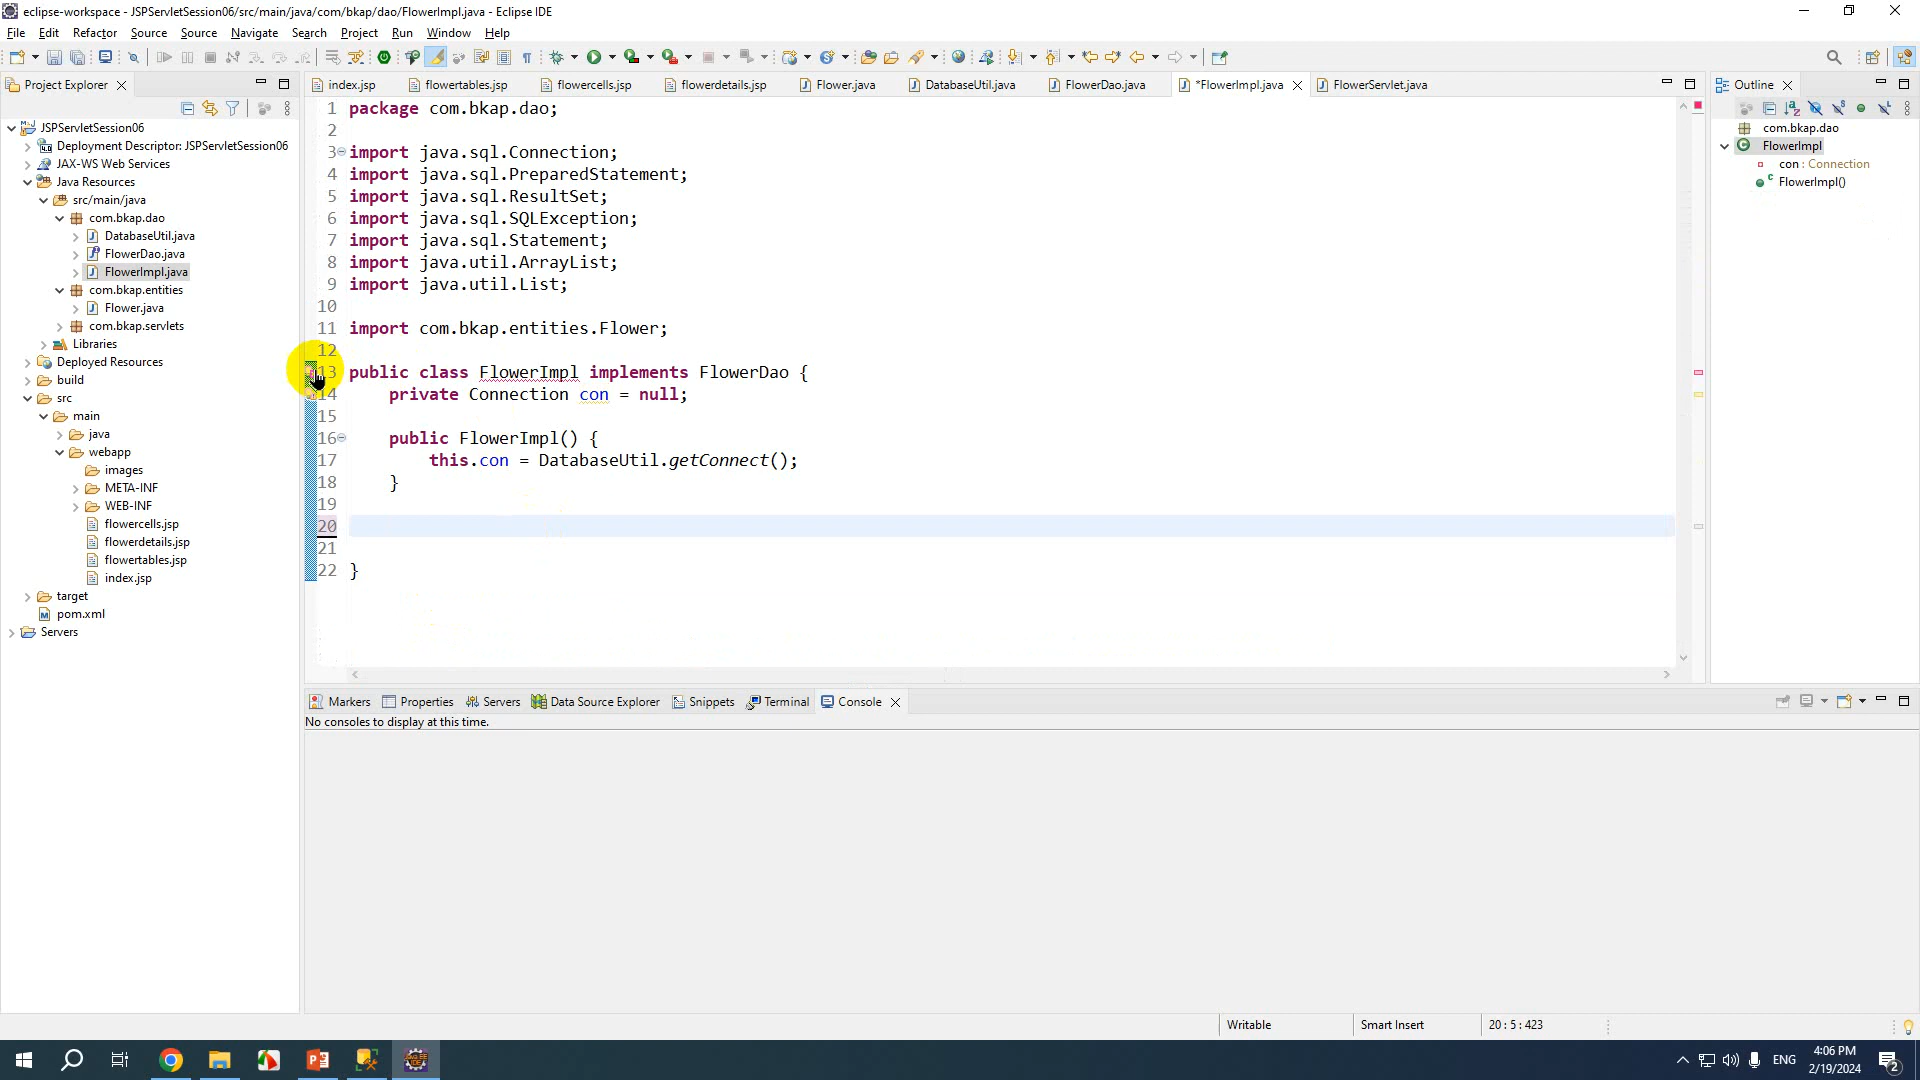 eclipse-workspace - JSPServletSession06/src/main/java/com/bkap/dao/FlowerImpl.java - Eclipse IDE
File Edit Refactor Source Source Navigate Search Project Run Window Help
Project Explorer
index.jsp flowertables.jsp flowercells.jsp flowerdetails.jsp Flower.java DatabaseUtil.java FlowerDao.java *FlowerImpl.java FlowerServlet.java
Outline
JSPServletSession06
Deployment Descriptor: JSPServletSession06
JAX-WS Web Services
Java Resources
src/main/java
com.bkap.dao
DatabaseUtil.java
FlowerDao.java
FlowerImpl.java
com.bkap.entities
Flower.java
com.bkap.servlets
Libraries
Deployed Resources
build
src
main
java
webapp
images
META-INF
WEB-INF
flowercells.jsp
flowerdetails.jsp
flowertables.jsp
index.jsp
target
pom.xml
Servers
1 package com.bkap.dao;
2
3 import java.sql.Connection;
4 import java.sql.PreparedStatement;
5 import java.sql.ResultSet;
6 import java.sql.SQLException;
7 import java.sql.Statement;
8 import java.util.ArrayList;
9 import java.util.List;
10
11 import com.bkap.entities.Flower;
12
13 public class FlowerImpl implements FlowerDao {
14 private Connection con = null;
15
16 public FlowerImpl() {
17 this.con = DatabaseUtil.getConnect();
18 }
19
20
21
22 }
com.bkap.dao
FlowerImpl
con : Connection
FlowerImpl()
Markers Properties Servers Data Source Explorer Snippets Terminal Console
No consoles to display at this time.
Writable Smart Insert 20 : 5 : 423
ENG
4:06 PM
2/19/2024
2